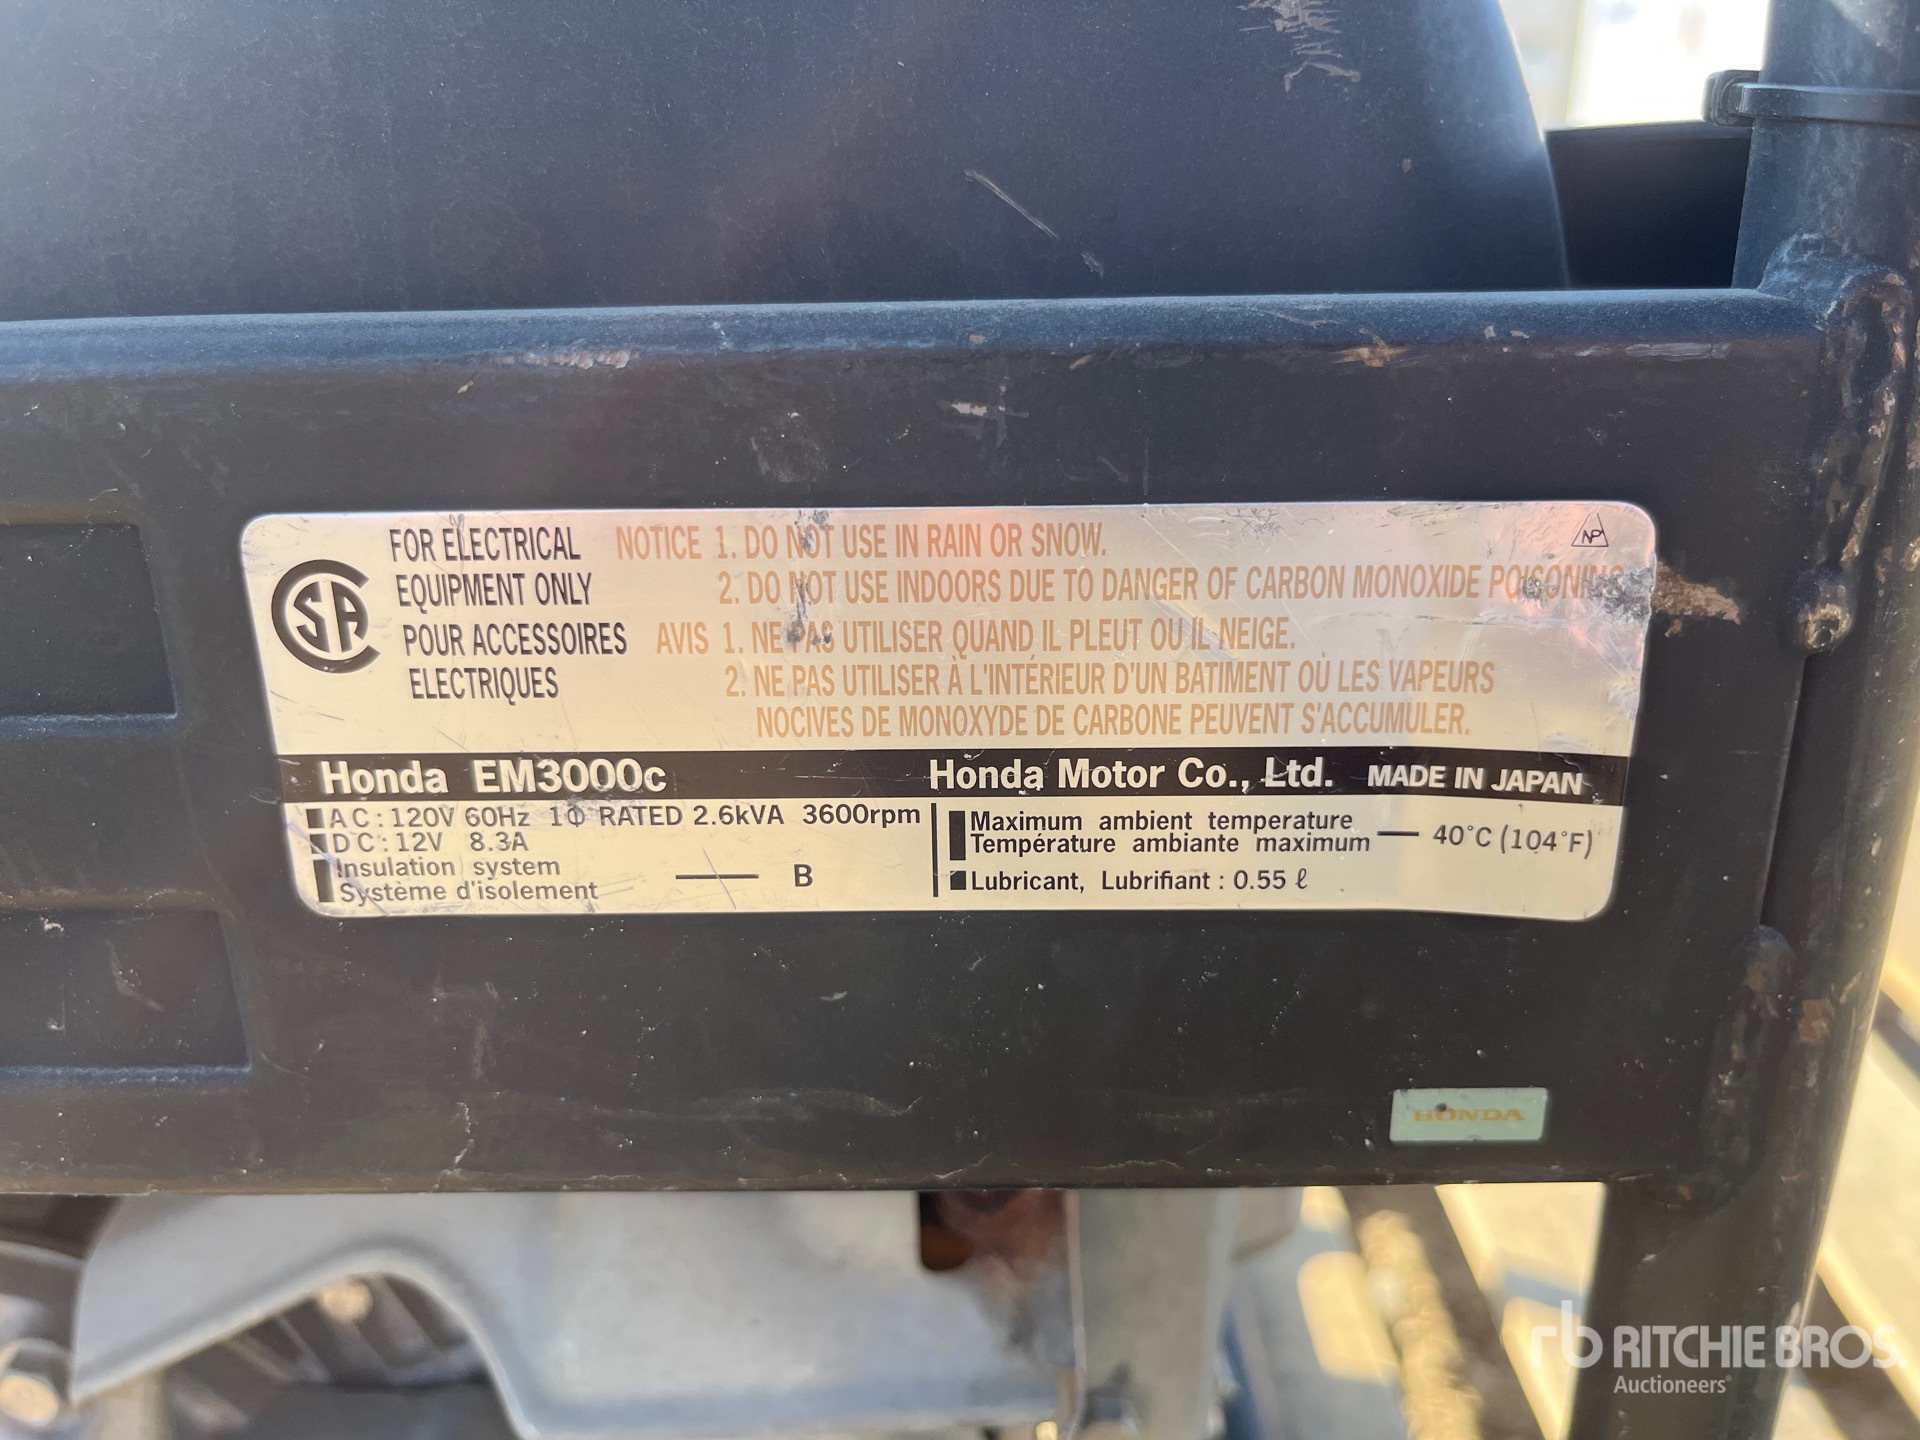 CSA
FOR ELECTRICAL
EQUIPMENT ONLY
POUR ACCESSOIRES
ELECTRIQUES
NOTICE 1. DO NOT USE IN RAIN OR SNOW.
2. DO NOT USE INDOORS DUE TO DANGER OF CARBON MONOXIDE POISONING.
AVIS 1. NE PAS UTILISER QUAND IL PLEUT OU IL NEIGE.
2. NE PAS UTILISER À L'INTÉRIEUR D'UN BATIMENT OÙ LES VAPEURS
NOCIVES DE MONOXYDE DE CARBONE PEUVENT S'ACCUMULER.
NP
Honda EM3000c
Honda Motor Co., Ltd. MADE IN JAPAN
AC : 120V 60Hz 1Φ RATED 2.6kVA 3600rpm
DC : 12V 8.3A
Insulation system
Système d'isolement — B
Maximum ambient temperature
Température ambiante maximum — 40°C (104°F)
Lubricant, Lubrifiant : 0.55 ℓ
HONDA
rb RITCHIE BROS.
Auctioneers